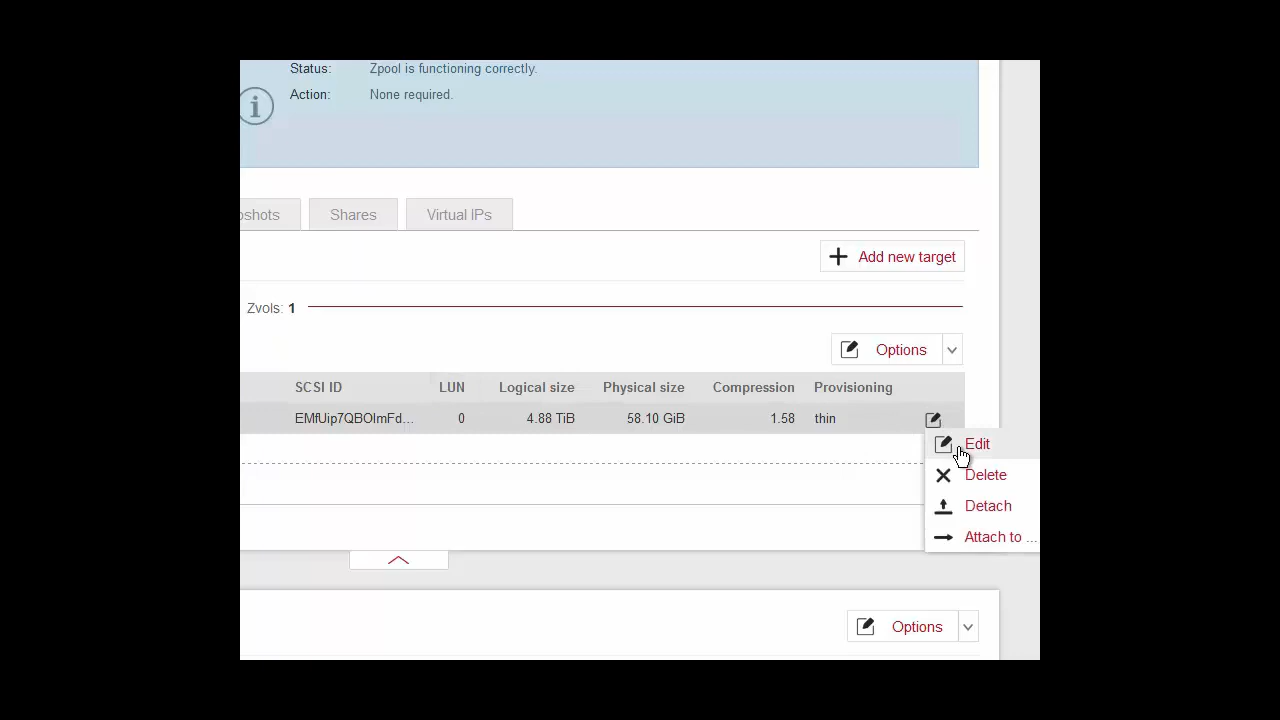 Status: Zpool is functioning correctly.
Action: None required.
pshots Shares Virtual IPs
Add new target
Zvols: 1
Options
SCSI ID LUN Logical size Physical size Compression Provisioning
EMfUip7QBOlmFd... 0 4.88 TiB 58.10 GiB 1.58 thin
Edit
Delete
Detach
Attach to ...
Options